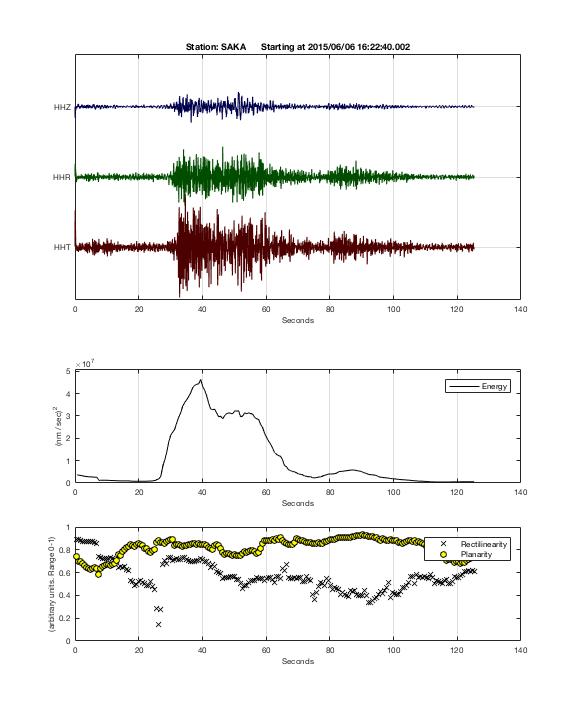 Station: SAKA Starting at 2015/06/06 16:22:40.002
HHZ
HHR
HHT
0 20 40 60 80 100 120 140
Seconds
× 10^7
5
4
3
2
1
0
(nm / sec)^2
Energy
0 20 40 60 80 100 120 140
Seconds
1
0.8
0.6
0.4
0.2
0
(arbitrary units. Range 0-1)
Rectilinearity
Planarity
0 20 40 60 80 100 120 140
Seconds